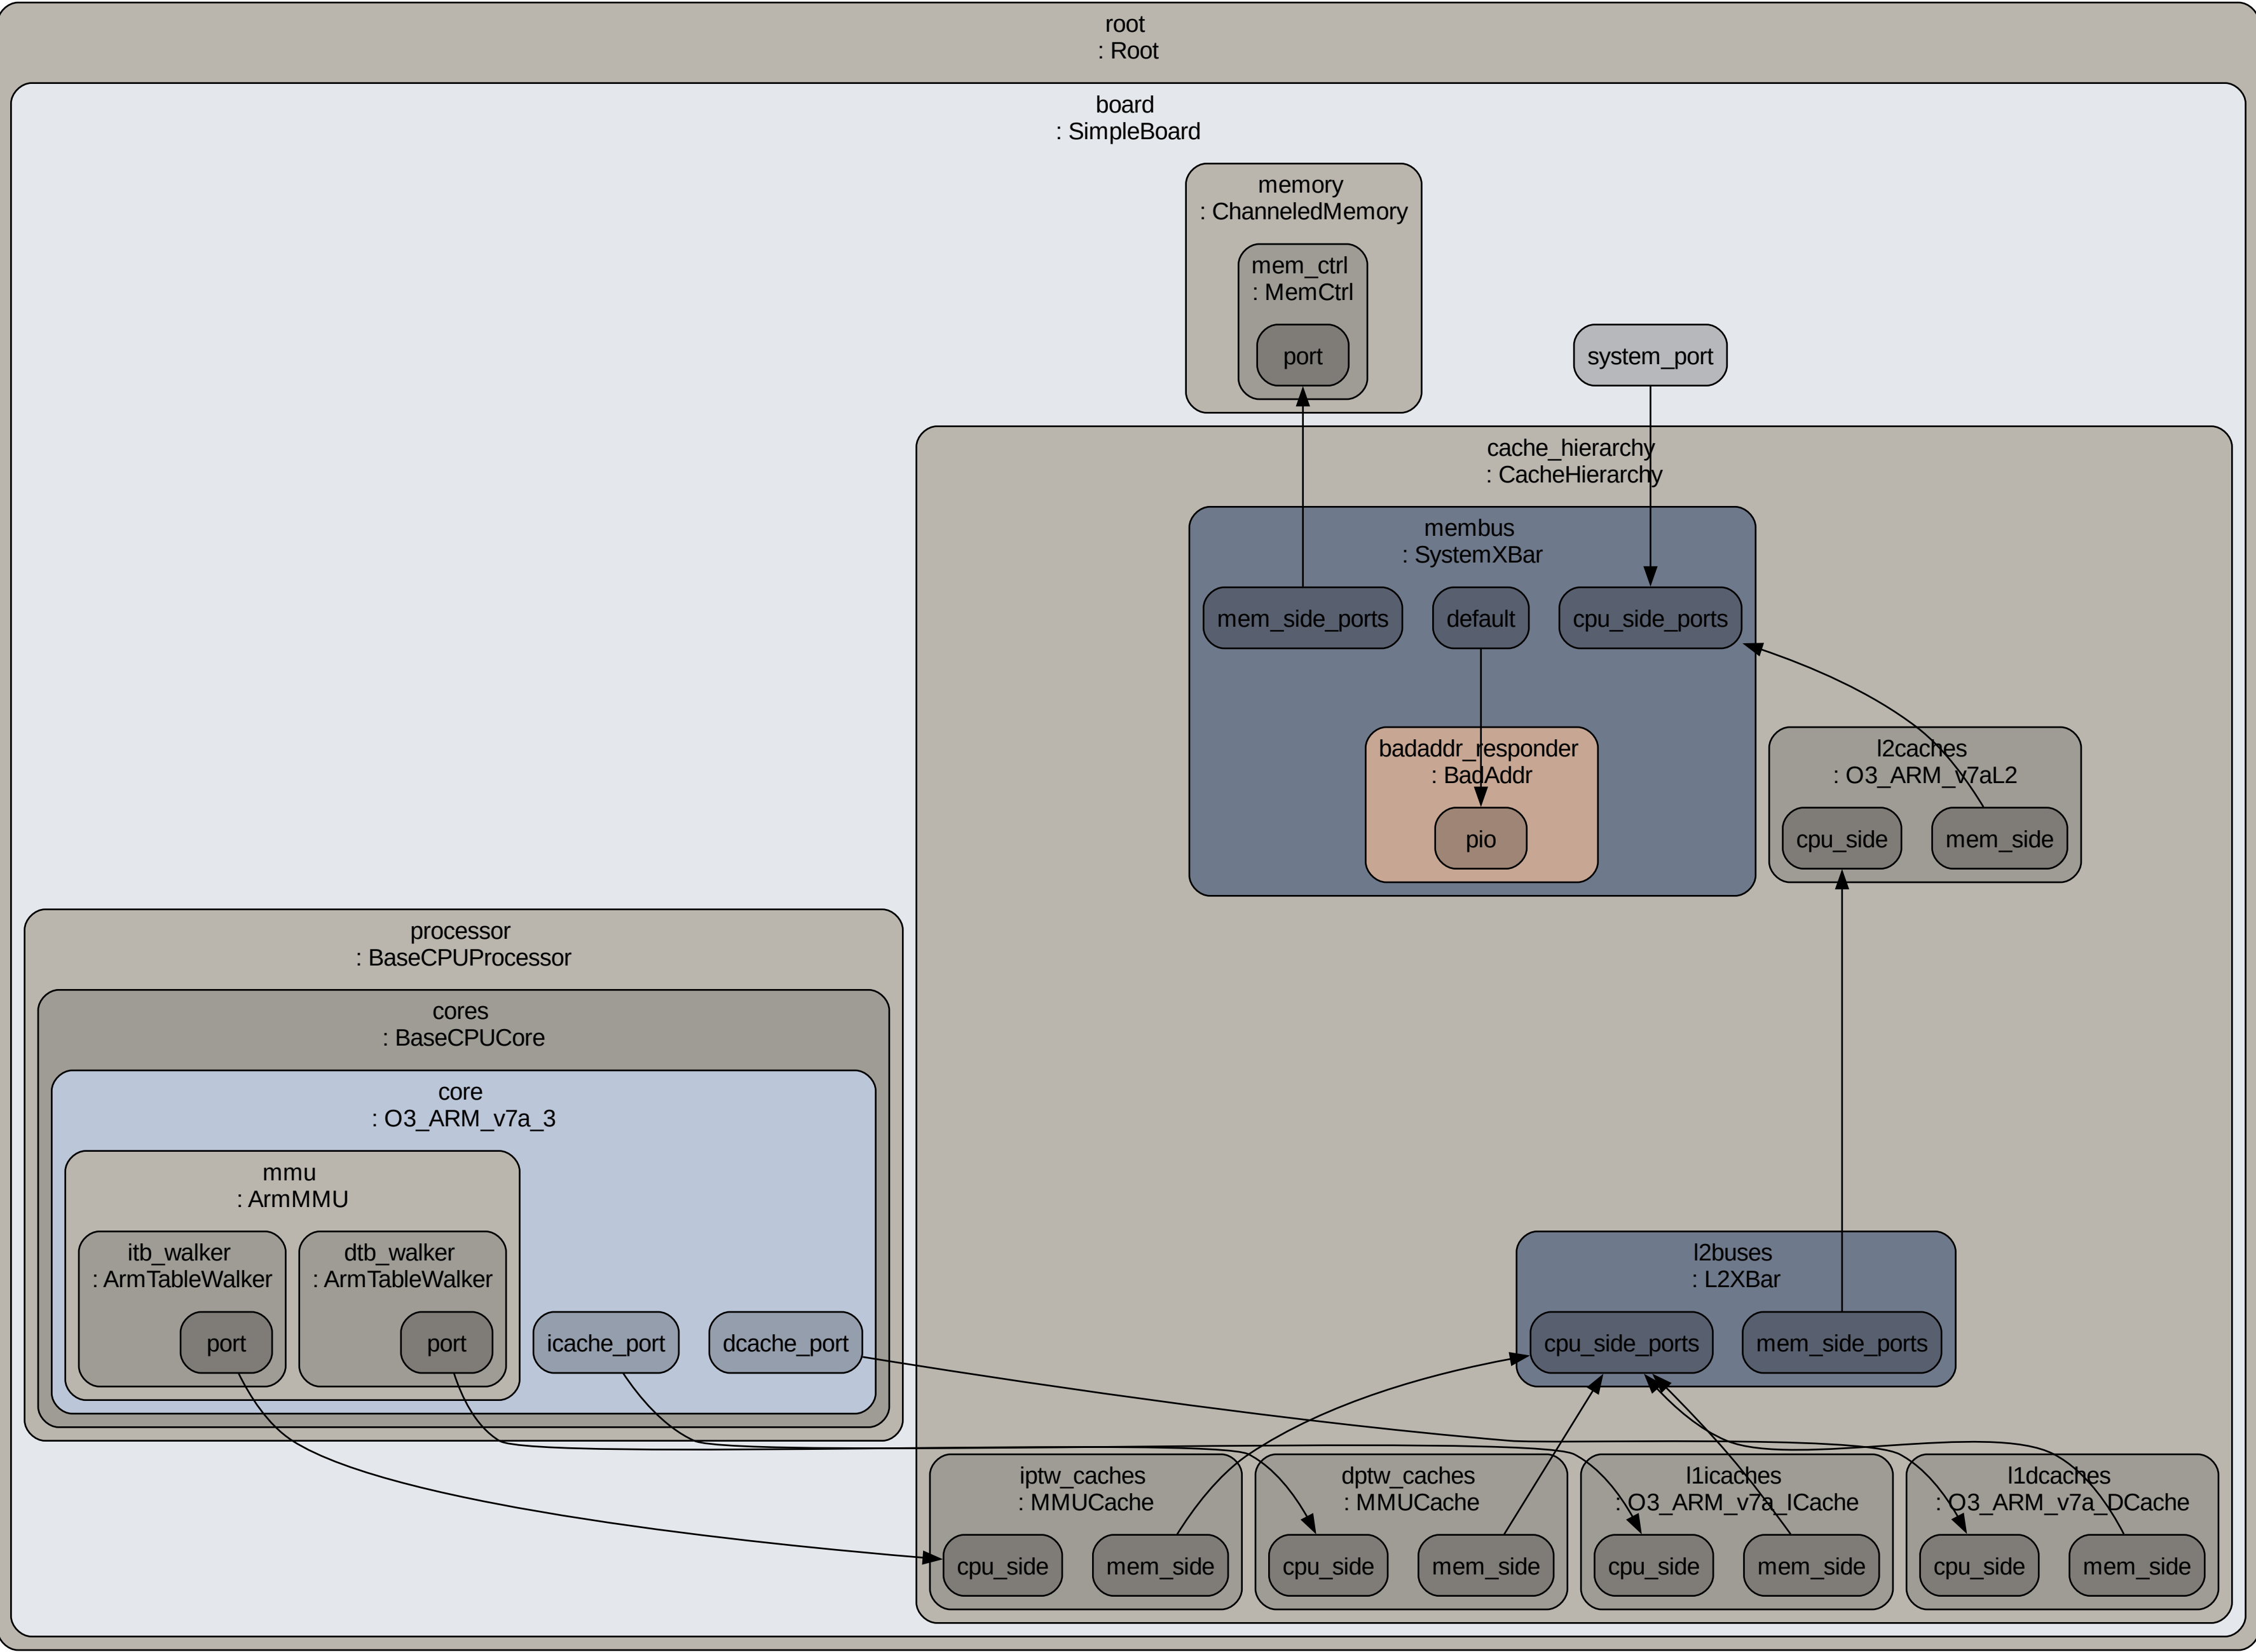 root
: Root
board
: SimpleBoard
memory
: ChanneledMemory
mem_ctrl
: MemCtrl
port
system_port
cache_hierarchy
: CacheHierarchy
membus
: SystemXBar
mem_side_ports
default
cpu_side_ports
badaddr_responder
: BadAddr
pio
l2caches
: O3_ARM_v7aL2
cpu_side
mem_side
processor
: BaseCPUProcessor
cores
: BaseCPUCore
core
: O3_ARM_v7a_3
mmu
: ArmMMU
itb_walker
: ArmTableWalker
port
dtb_walker
: ArmTableWalker
port
icache_port
dcache_port
l2buses
: L2XBar
cpu_side_ports
mem_side_ports
iptw_caches
: MMUCache
cpu_side
mem_side
dptw_caches
: MMUCache
cpu_side
mem_side
l1icaches
: O3_ARM_v7a_ICache
cpu_side
mem_side
l1dcaches
: O3_ARM_v7a_DCache
cpu_side
mem_side